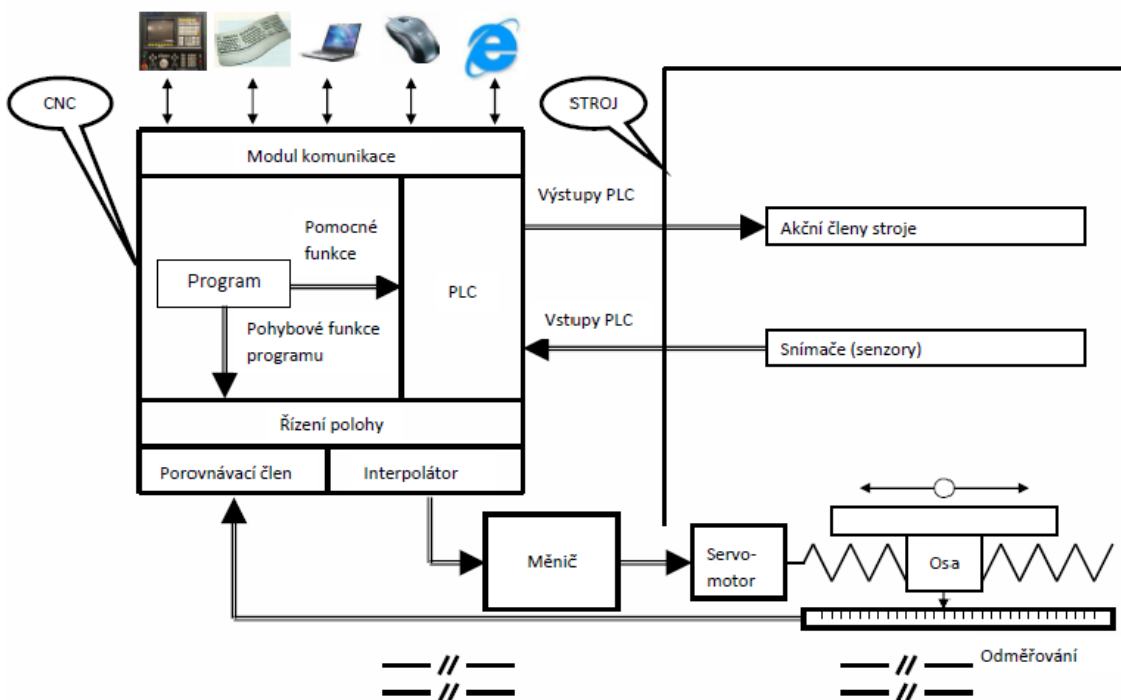 CNC
STROJ
Modul komunikace
Výstupy PLC
Pomocné
funkce
Akční členy stroje
Program
PLC
Vstupy PLC
Pohybové funkce
programu
Snímače (senzory)
Řízení polohy
Porovnávací člen
Interpolátor
Měnič
Servo-
motor
Osa
Odměřování